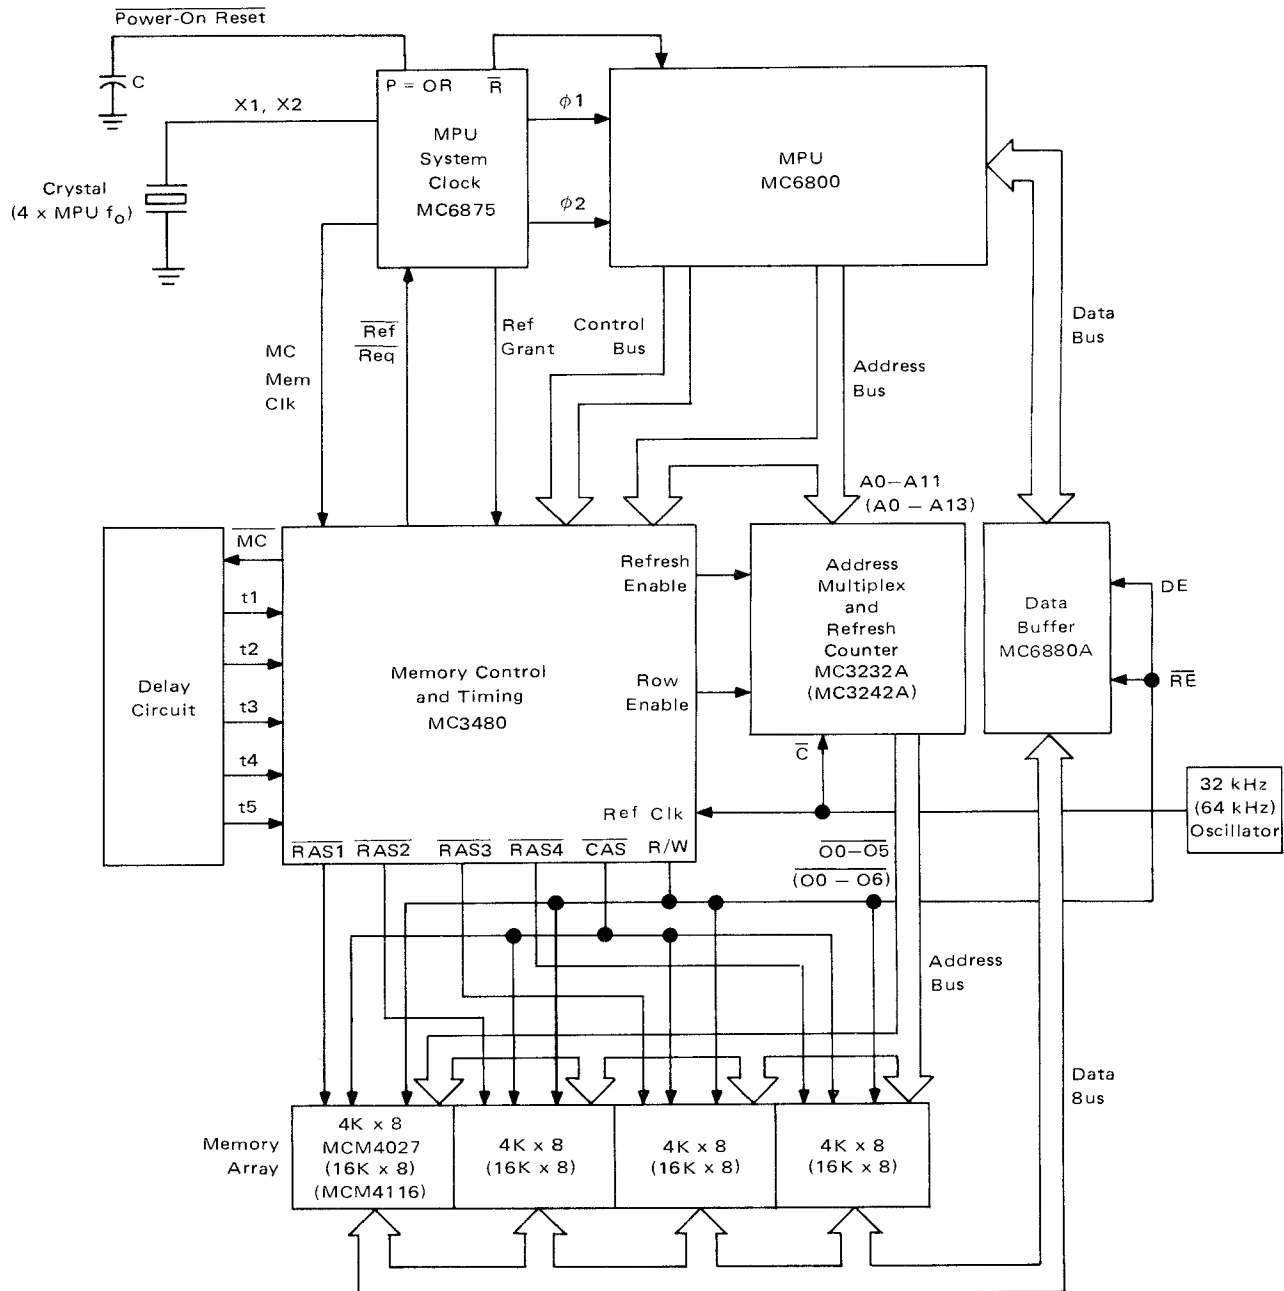 Power-On Reset
C
P = OR R
X1, X2
MPU
System
Clock
MC6875
ϕ1
ϕ2
MPU
MC6800
Crystal
(4 x MPU fo)
MC
Mem
Clk
Ref
Req
Ref
Grant
Control
Bus
Address
Bus
Data
Bus
A0–A11
(A0 – A13)
Delay
Circuit
MC
t1
t2
t3
t4
t5
Memory Control
and Timing
MC3480
Refresh
Enable
Row
Enable
Ref Clk
RAS1 RAS2 RAS3 RAS4 CAS R/W
Address
Multiplex
and
Refresh
Counter
MC3232A
(MC3242A)
C
Data
Buffer
MC6880A
DE
RE
32 kHz
(64 kHz)
Oscillator
O0–O5
(O0 – O6)
Address
Bus
Data
8us
Memory
Array
4K x 8
MCM4027
(16K x 8)
(MCM4116)
4K x 8
(16K x 8)
4K x 8
(16K x 8)
4K x 8
(16K x 8)